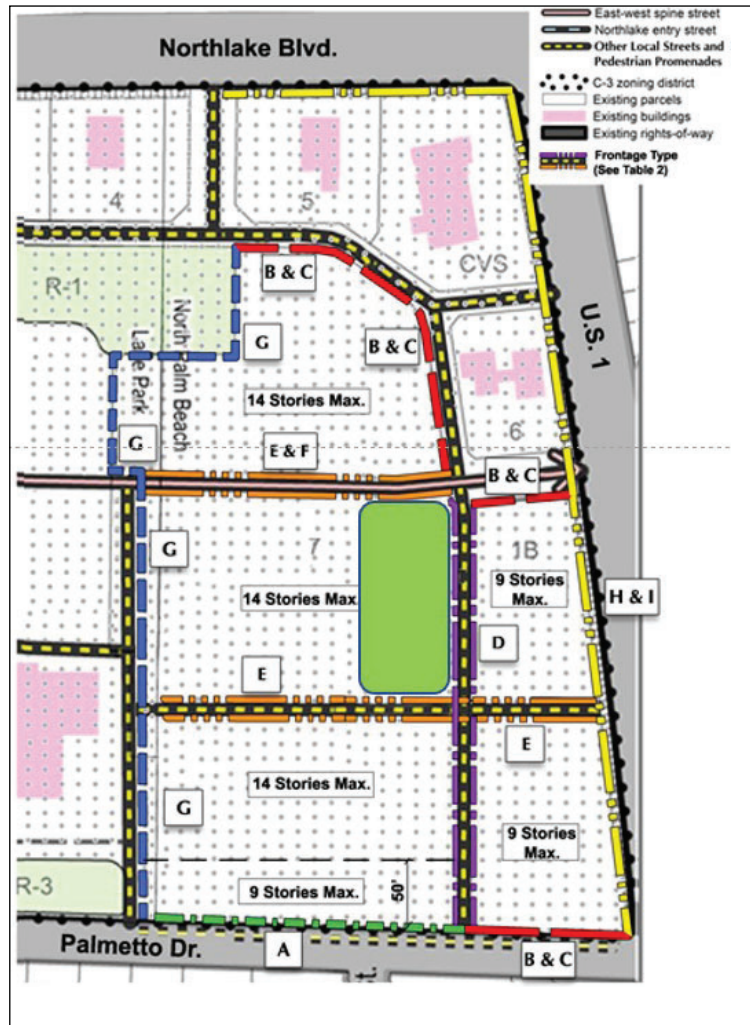 East-west spine street
Northlake entry street
Other Local Streets and
Pedestrian Promenades
C-3 zoning district
Existing parcels
Existing buildings
Existing rights-of-way
Frontage Type
(See Table 2)
Northlake Blvd.
4
5
CVS
R-1
B & C
U.S. 1
Lake Park
North Palm Beach
G
B & C
14 Stories Max.
6
G
E & F
B & C
G
7
1B
14 Stories Max.
9 Stories
Max.
H & I
D
E
E
14 Stories Max.
G
9 Stories
Max.
R-3
9 Stories Max.
50'
Palmetto Dr.
A
B & C